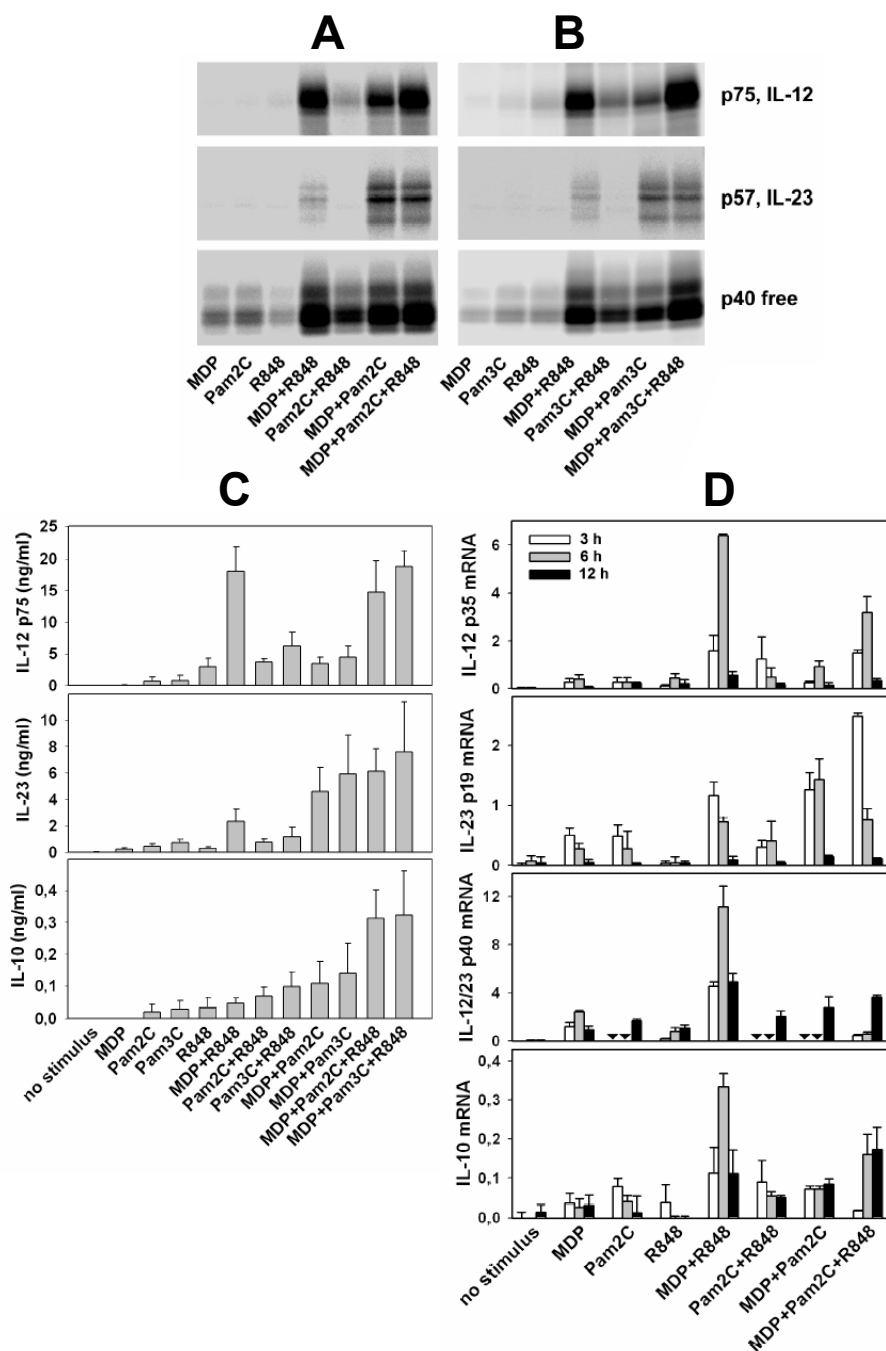 A
B
p75, IL-12
p57, IL-23
p40 free
MDP
Pam2C
R848
MDP+R848
Pam2C+R848
MDP+Pam2C
MDP+Pam2C+R848
MDP
Pam3C
R848
MDP+R848
Pam3C+R848
MDP+Pam3C
MDP+Pam3C+R848
C
IL-12 p75 (ng/ml)
25
20
15
10
5
0
IL-23 (ng/ml)
10
8
6
4
2
0
IL-10 (ng/ml)
0,4
0,3
0,2
0,1
0,0
no stimulus
MDP
Pam2C
Pam3C
R848
MDP+R848
Pam2C+R848
Pam3C+R848
MDP+Pam2C
MDP+Pam3C
MDP+Pam2C+R848
MDP+Pam3C+R848
D
3 h
6 h
12 h
IL-12 p35 mRNA
6
4
2
0
IL-23 p19 mRNA
2
1
0
IL-12/23 p40 mRNA
12
8
4
0
IL-10 mRNA
0,4
0,3
0,2
0,1
0,0
no stimulus
MDP
Pam2C
R848
MDP+R848
Pam2C+R848
MDP+Pam2C
MDP+Pam2C+R848